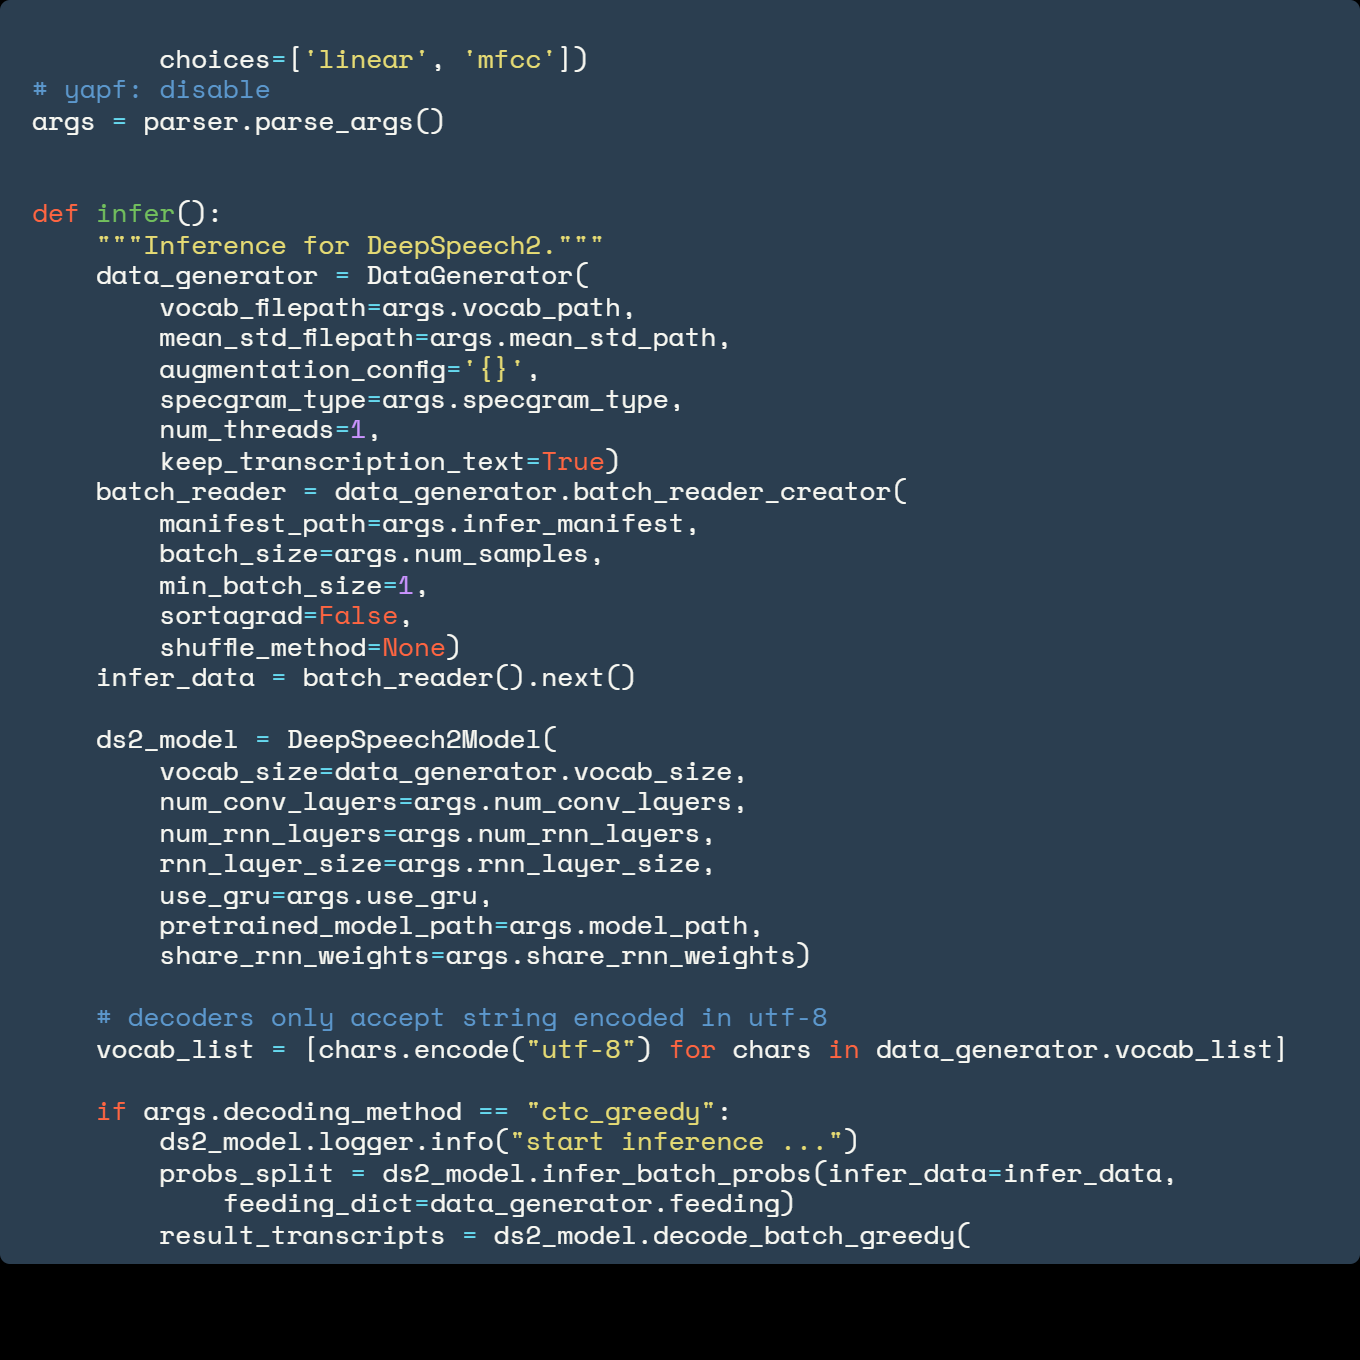 choices=['linear', 'mfcc'])
# yapf: disable
args = parser.parse_args()


def infer():
    """Inference for DeepSpeech2."""
    data_generator = DataGenerator(
        vocab_filepath=args.vocab_path,
        mean_std_filepath=args.mean_std_path,
        augmentation_config='{}',
        specgram_type=args.specgram_type,
        num_threads=1,
        keep_transcription_text=True)
    batch_reader = data_generator.batch_reader_creator(
        manifest_path=args.infer_manifest,
        batch_size=args.num_samples,
        min_batch_size=1,
        sortagrad=False,
        shuffle_method=None)
    infer_data = batch_reader().next()

    ds2_model = DeepSpeech2Model(
        vocab_size=data_generator.vocab_size,
        num_conv_layers=args.num_conv_layers,
        num_rnn_layers=args.num_rnn_layers,
        rnn_layer_size=args.rnn_layer_size,
        use_gru=args.use_gru,
        pretrained_model_path=args.model_path,
        share_rnn_weights=args.share_rnn_weights)

    # decoders only accept string encoded in utf-8
    vocab_list = [chars.encode("utf-8") for chars in data_generator.vocab_list]

    if args.decoding_method == "ctc_greedy":
        ds2_model.logger.info("start inference ...")
        probs_split = ds2_model.infer_batch_probs(infer_data=infer_data,
            feeding_dict=data_generator.feeding)
        result_transcripts = ds2_model.decode_batch_greedy(